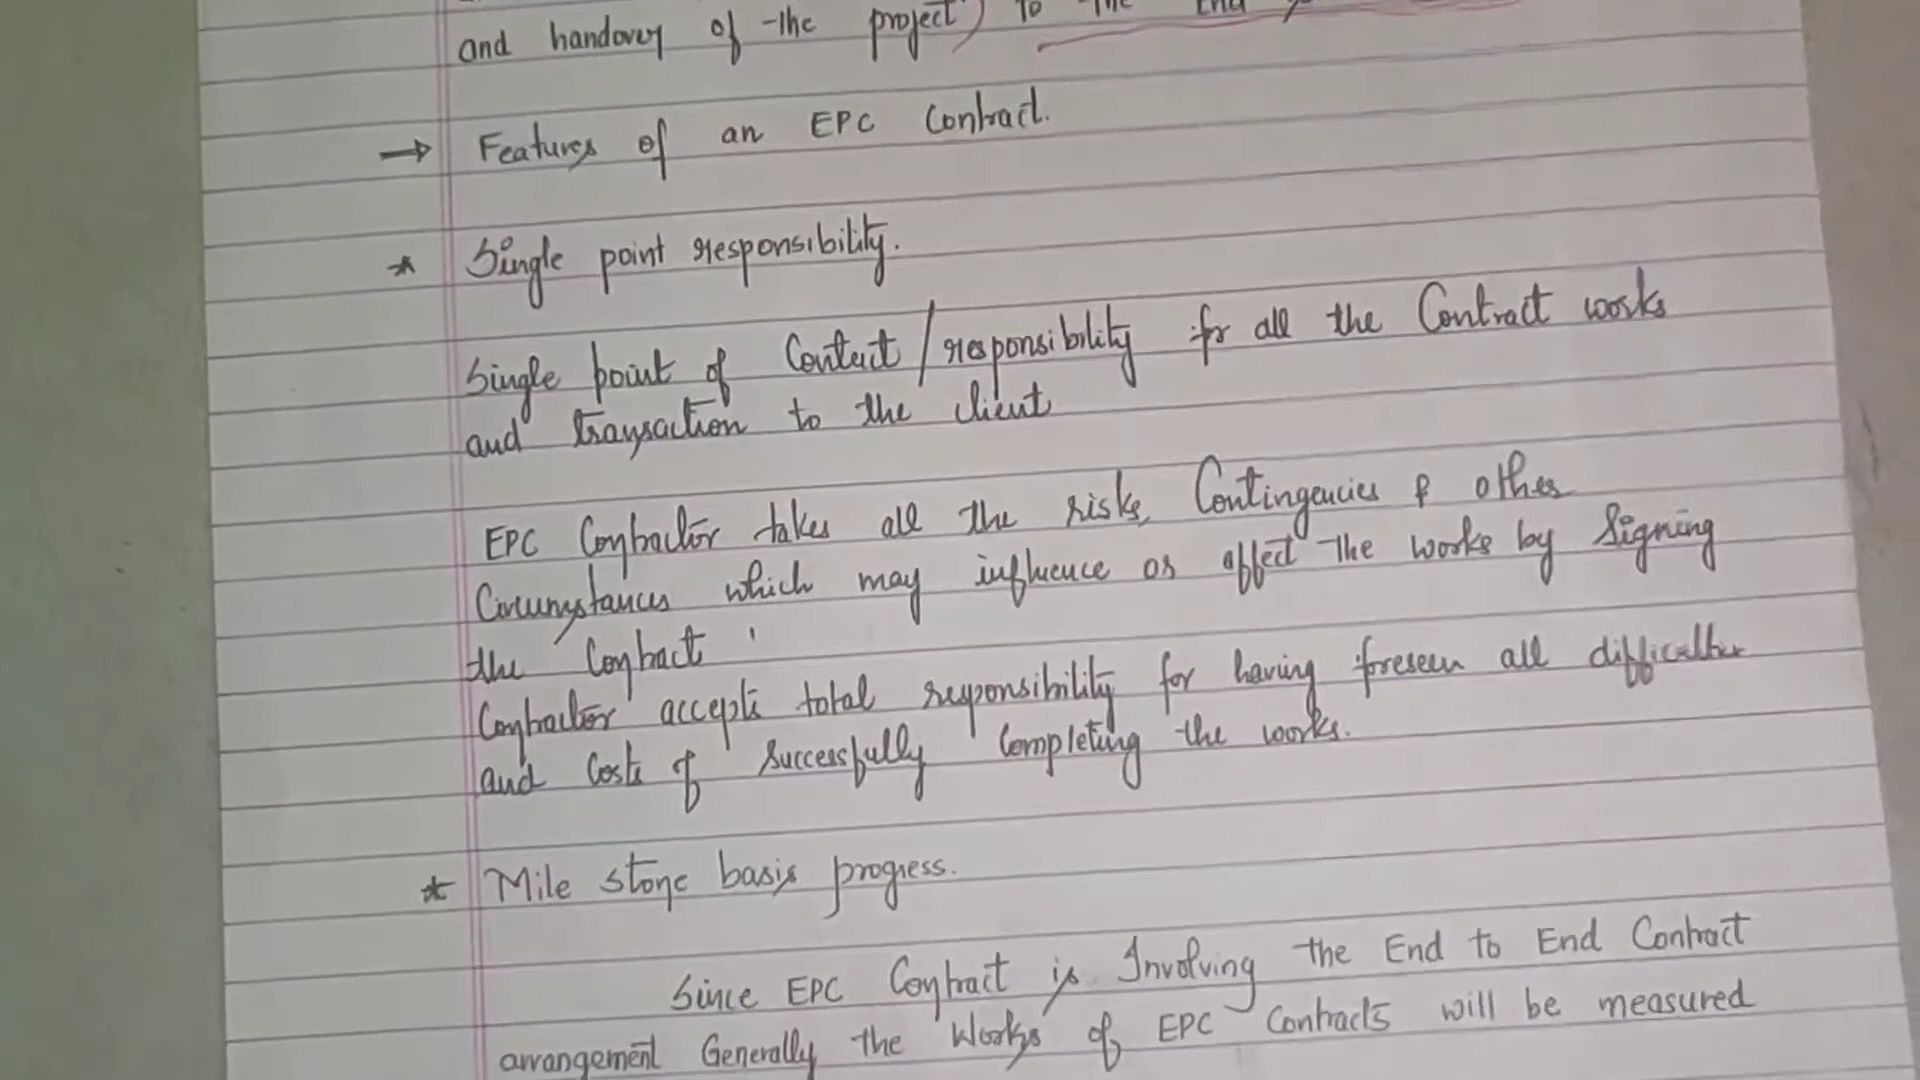 and handover of the project) to the End
→ Features of an EPC Contract.
* Single point responsibility.
Single point of Contact / responsibility for all the Contract works
and transaction to the client
EPC Contractor takes all the risks, Contingencies & other
Circumstances which may influence or affect the works by Signing
the Contract
Contractor accepts total responsibility for having foreseen all difficulties
and Costs of Successfully Completing the works.
* Mile stone basis progress.
Since EPC Contract is Involving the End to End Contract
arrangement Generally the Works of EPC Contracts will be measured